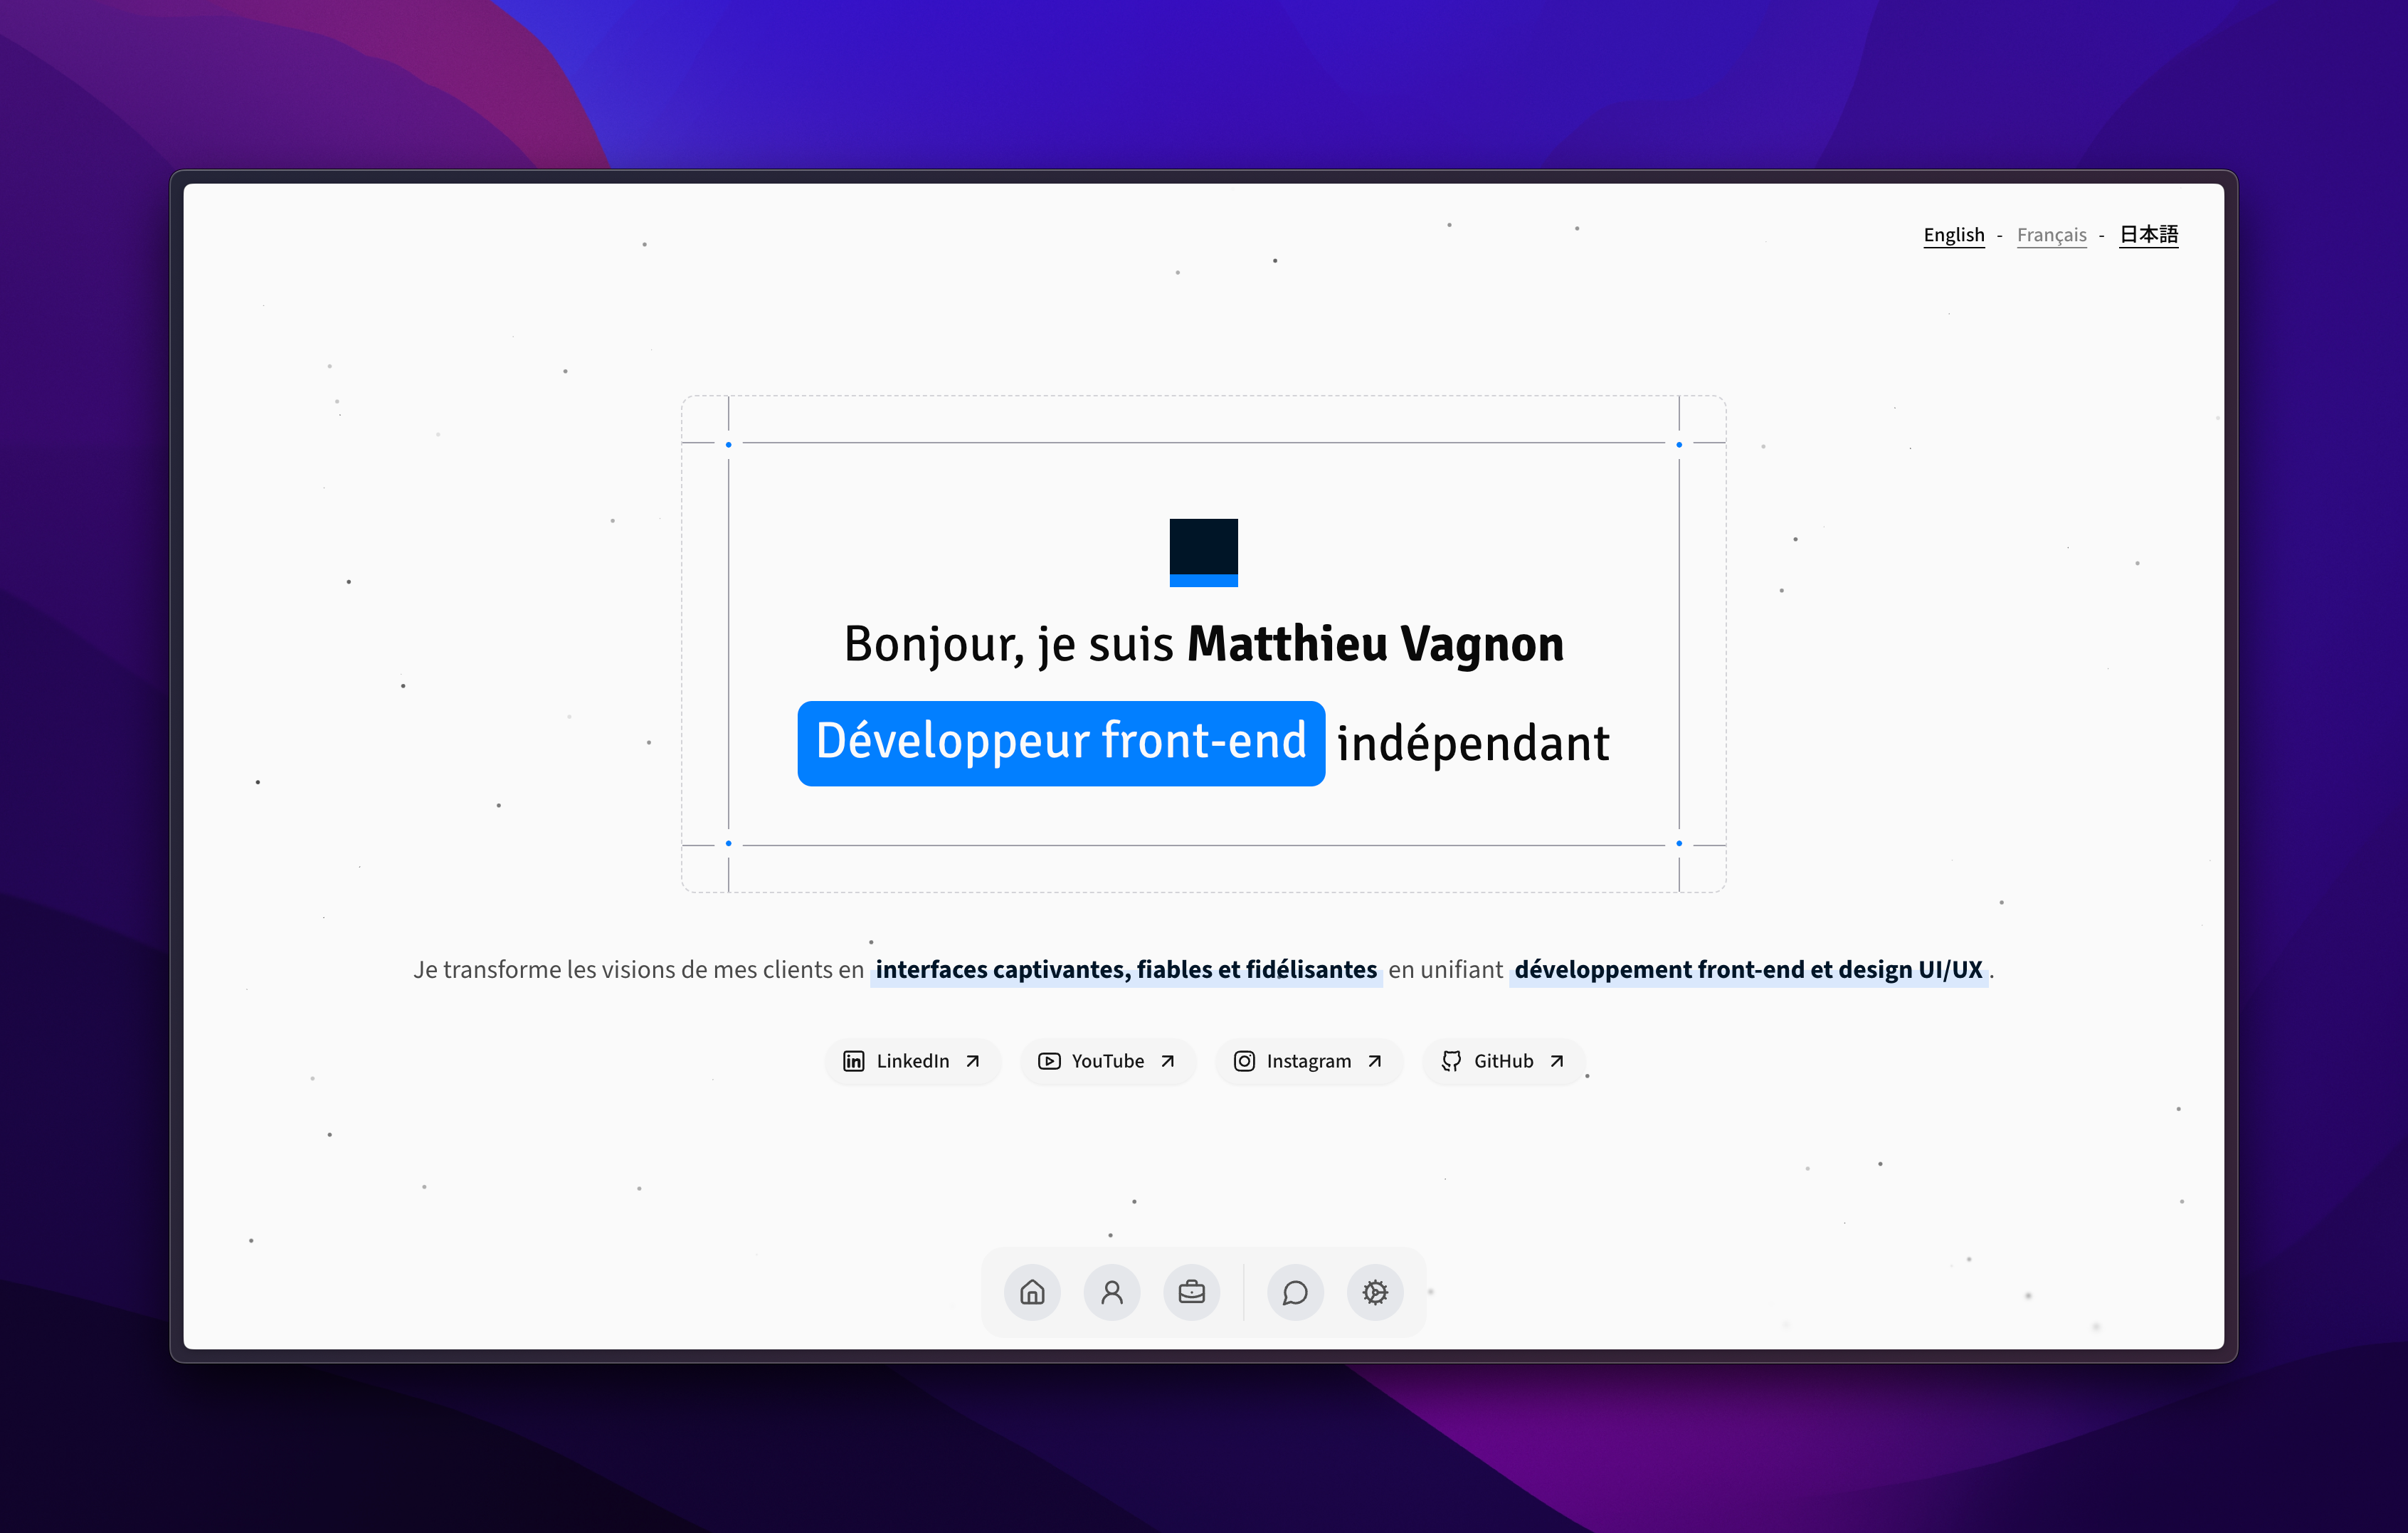 English - Français - 日本語
Bonjour, je suis Matthieu Vagnon
Développeur front-end indépendant
Je transforme les visions de mes clients en interfaces captivantes, fiables et fidélisantes en unifiant développement front-end et design UI/UX.
LinkedIn YouTube Instagram GitHub